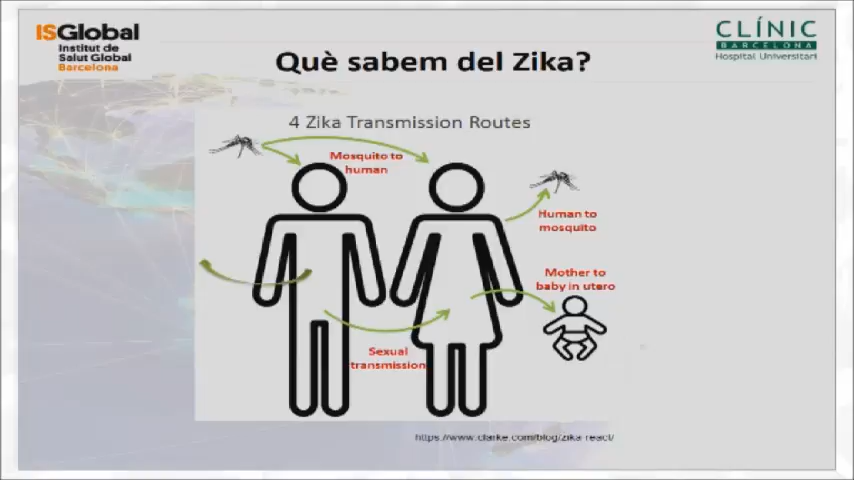 ISGlobal
Institut de
Salut Global
Barcelona
CLÍNIC
BARCELONA
Hospital Universitari
Què sabem del Zika?
4 Zika Transmission Routes
Mosquito to
human
Human to
mosquito
Mother to
baby in utero
Sexual
transmission
https://www.clarke.com/blog/zika-react/